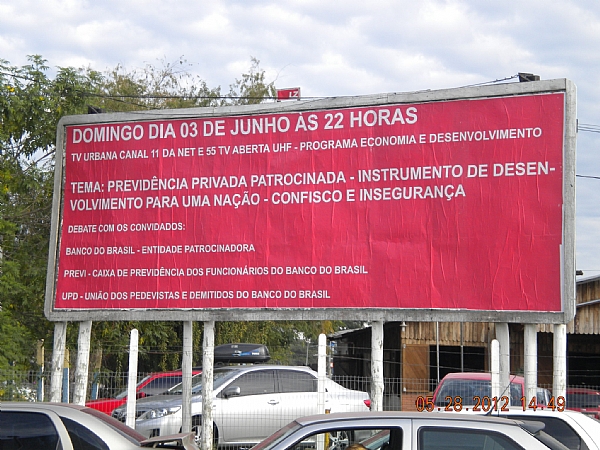 DOMINGO DIA 03 DE JUNHO ÀS 22 HORAS
TV URBANA CANAL 11 DA NET E 55 TV ABERTA UHF - PROGRAMA ECONOMIA E DESENVOLVIMENTO
TEMA: PREVIDÊNCIA PRIVADA PATROCINADA - INSTRUMENTO DE DESEN-
VOLVIMENTO PARA UMA NAÇÃO - CONFISCO E INSEGURANÇA
DEBATE COM OS CONVIDADOS:
BANCO DO BRASIL - ENTIDADE PATROCINADORA
PREVI - CAIXA DE PREVIDÊNCIA DOS FUNCIONÁRIOS DO BANCO DO BRASIL
UPD - UNIÃO DOS PEDEVISTAS E DEMITIDOS DO BANCO DO BRASIL
05.28.2012 14:49